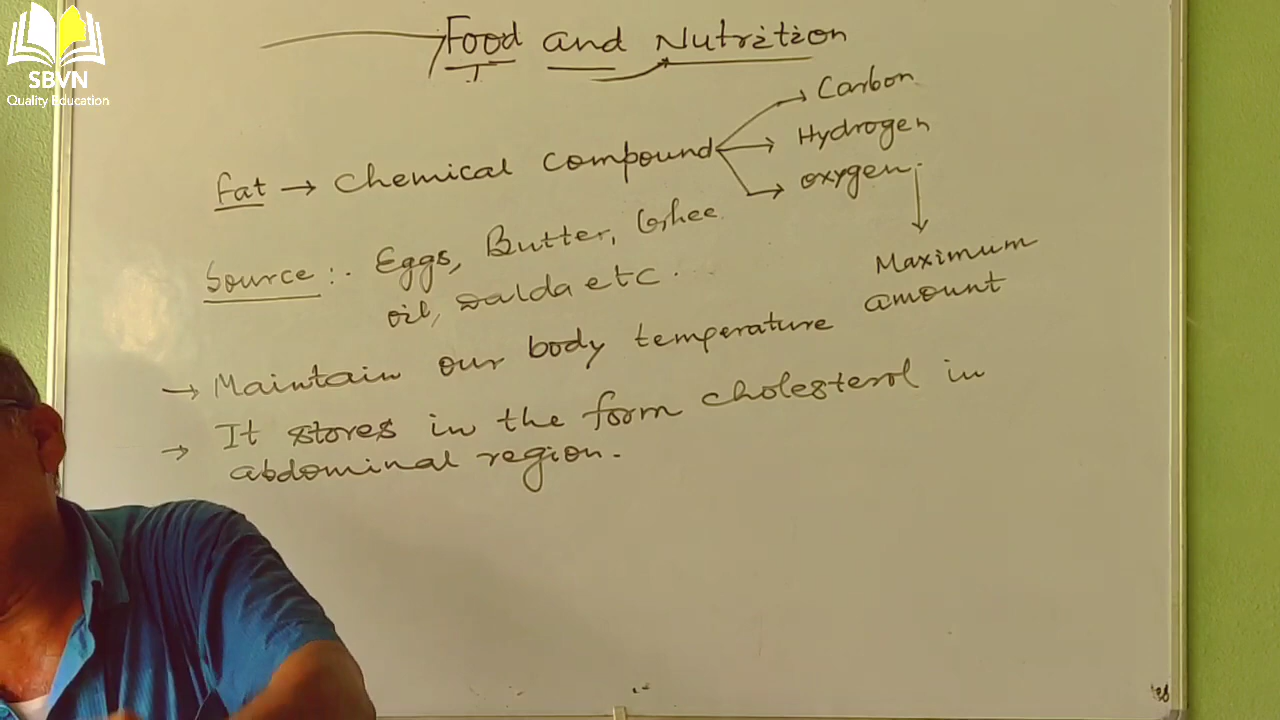 SBVN
Quality Education
Food and Nutrition
Fat → Chemical compound
Carbon
Hydrogen
oxygen
Maximum
amount
Source :. Eggs, Butter, Ghee
oil, dalda etc.
→ Maintain our body temperature
→ It stores in the form cholesterol in
abdominal region.